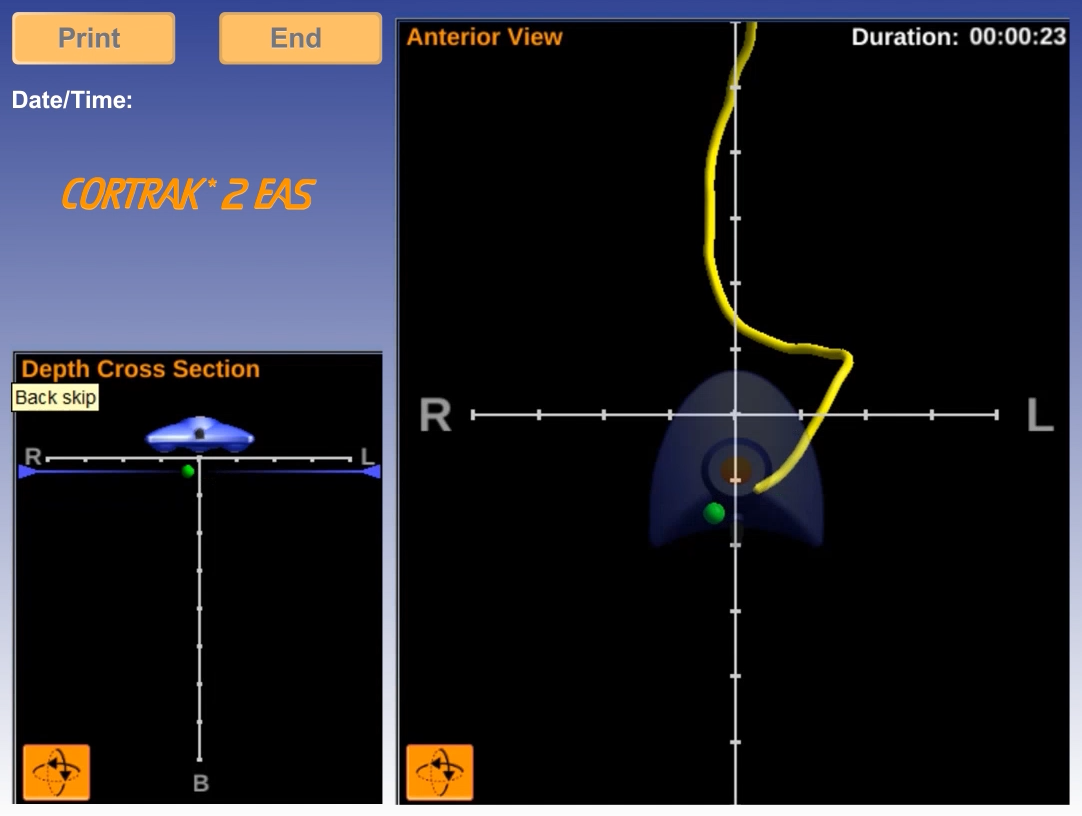 Print
End
Date/Time:
CORTRAK* 2 EAS
Depth Cross Section
Back skip
R
L
B
Anterior View
Duration: 00:00:23
R
L